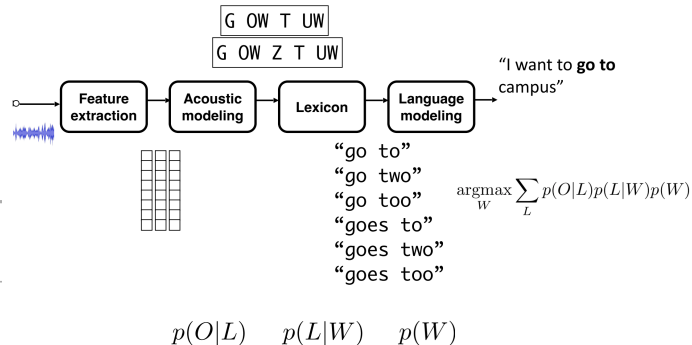 G OW T UW
G OW Z T UW
Feature extraction
Acoustic modeling
Lexicon
Language modeling
“I want to go to
campus”
“go to”
“go two”
“go too”
“goes to”
“goes two”
“goes too”
argmax_W ∑_L p(O|L)p(L|W)p(W)
p(O|L) p(L|W) p(W)